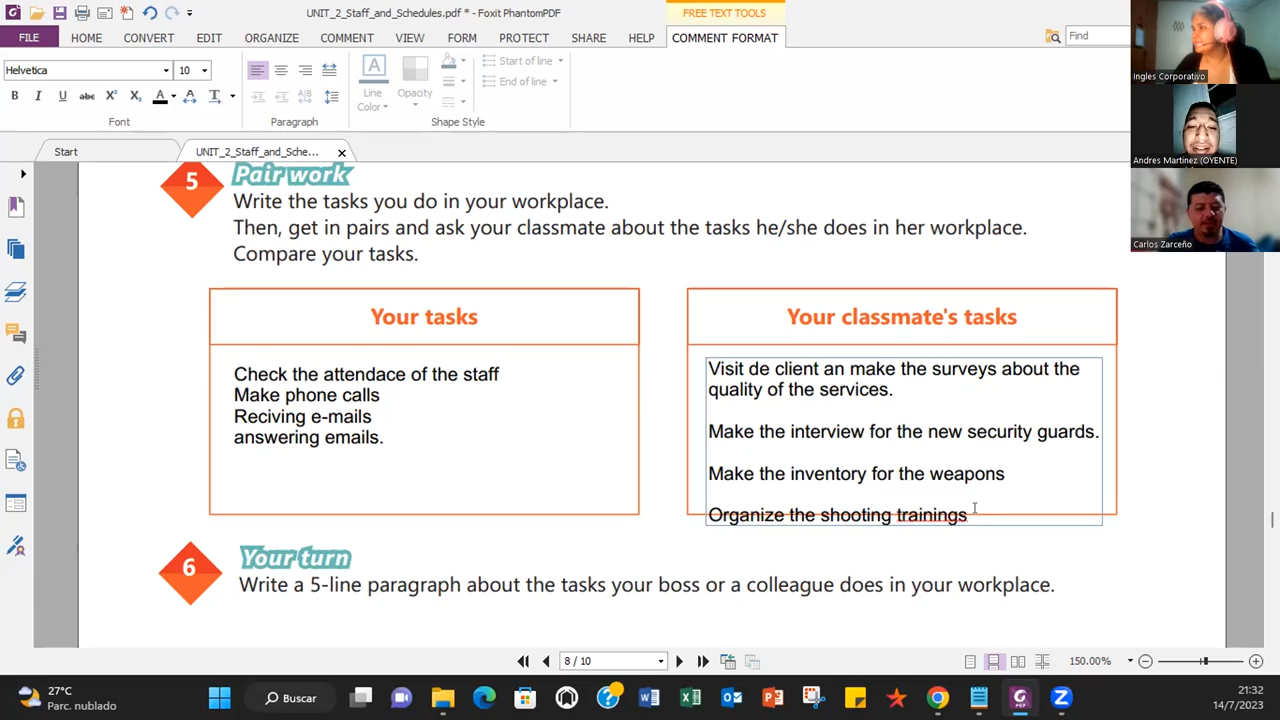 UNIT_2_Staff_and_Schedules.pdf * - Foxit PhantomPDF
FREE TEXT TOOLS
FILE HOME CONVERT EDIT ORGANIZE COMMENT VIEW FORM PROTECT SHARE HELP COMMENT FORMAT
Find
Helvetica 10
Start of line
End of line
Line Color
Opacity
Font Paragraph Shape Style
Start UNIT_2_Staff_and_Sche...
Ingles Corporativo
Andres Martinez (OYENTE)
Carlos Zarceño
5 Pair work
Write the tasks you do in your workplace.
Then, get in pairs and ask your classmate about the tasks he/she does in her workplace.
Compare your tasks.
Your tasks
Check the attendace of the staff
Make phone calls
Reciving e-mails
answering emails.
Your classmate's tasks
Visit de client an make the surveys about the
quality of the services.
Make the interview for the new security guards.
Make the inventory for the weapons
Organize the shooting trainings
6 Your turn
Write a 5-line paragraph about the tasks your boss or a colleague does in your workplace.
8 / 10
150.00%
27°C
Parc. nublado
Buscar
21:32
14/7/2023